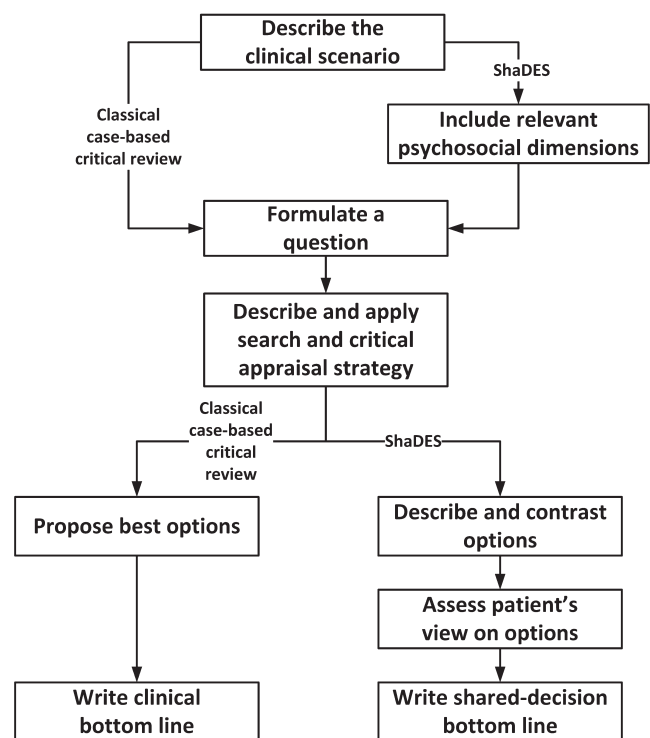 Describe the
clinical scenario
ShaDES
Classical
case-based
critical review
Include relevant
psychosocial dimensions
Formulate a
question
Describe and apply
search and critical
appraisal strategy
Classical
case-based
critical
review
ShaDES
Propose best options
Describe and contrast
options
Assess patient's
view on options
Write clinical
bottom line
Write shared-decision
bottom line